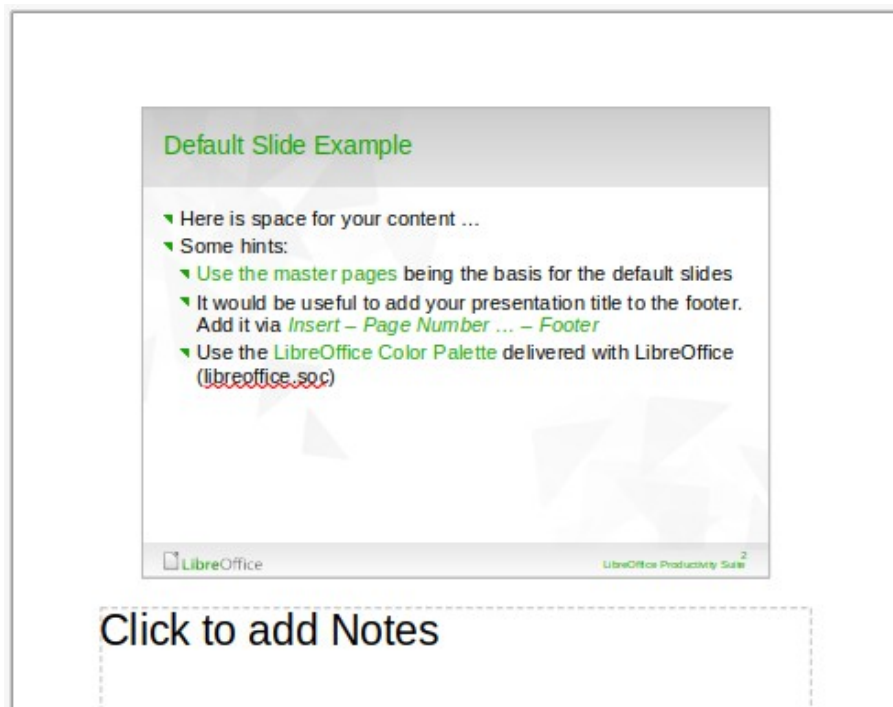 Default Slide Example
Here is space for your content …
Some hints:
Use the master pages being the basis for the default slides
It would be useful to add your presentation title to the footer.
Add it via Insert – Page Number … – Footer
Use the LibreOffice Color Palette delivered with LibreOffice
(libreoffice.soc)
LibreOffice
2
LibreOffice Productivity Suite
Click to add Notes